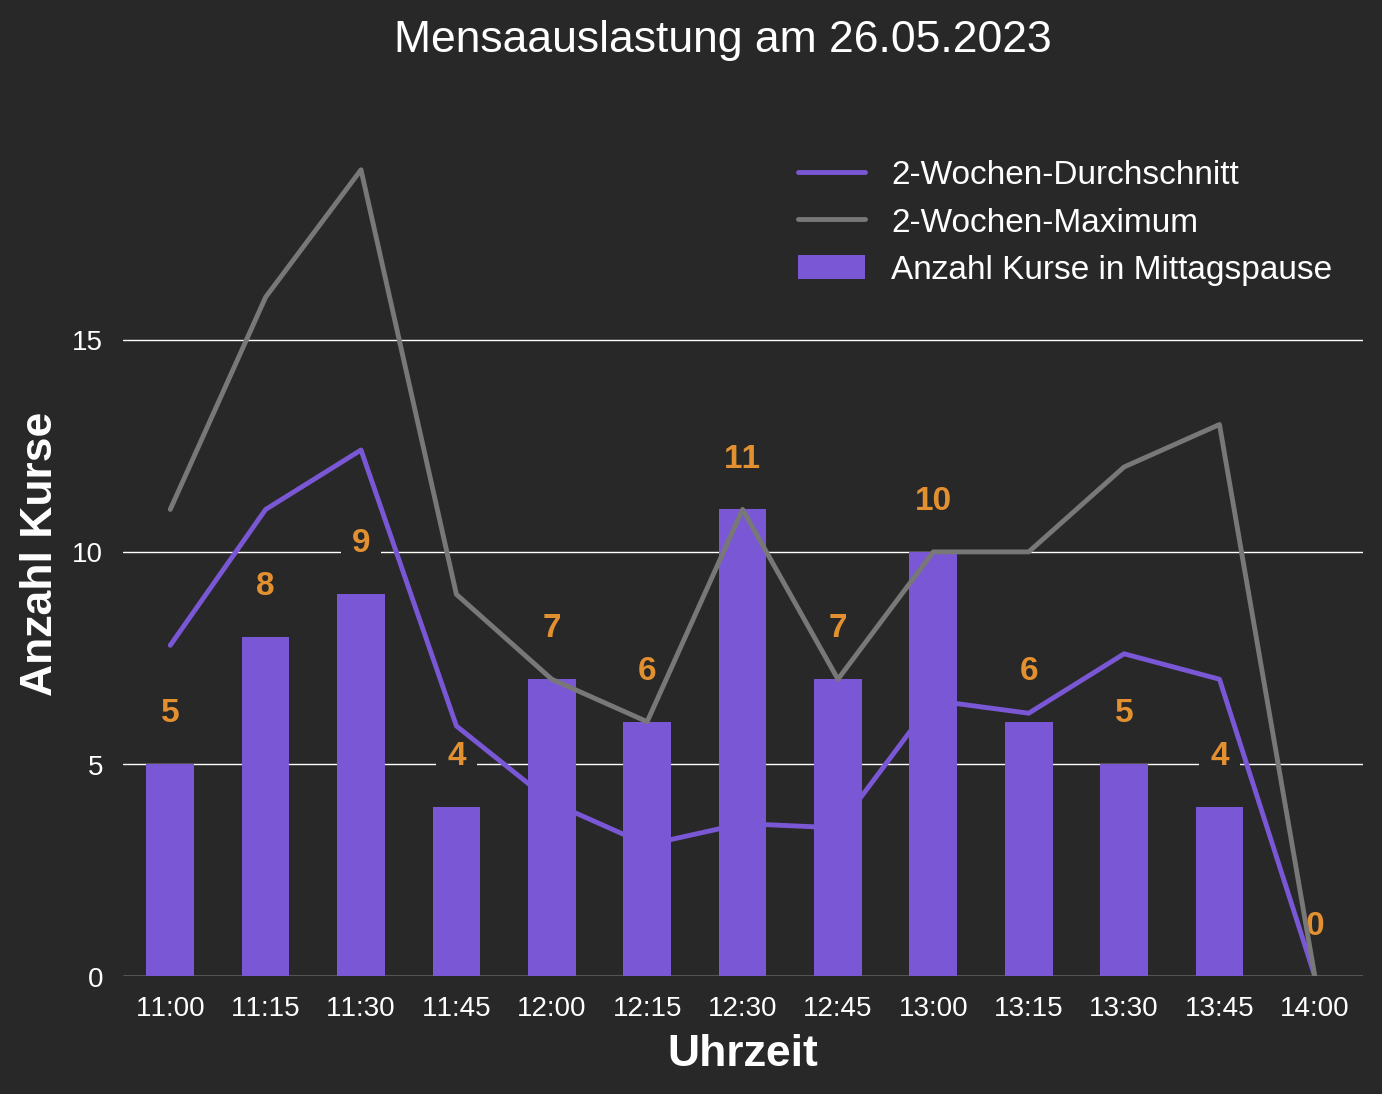 Mensaauslastung am 26.05.2023
2-Wochen-Durchschnitt
2-Wochen-Maximum
Anzahl Kurse in Mittagspause
Anzahl Kurse
15
10
5
0
5
8
9
4
7
6
11
7
10
6
5
4
0
11:00 11:15 11:30 11:45 12:00 12:15 12:30 12:45 13:00 13:15 13:30 13:45 14:00
Uhrzeit